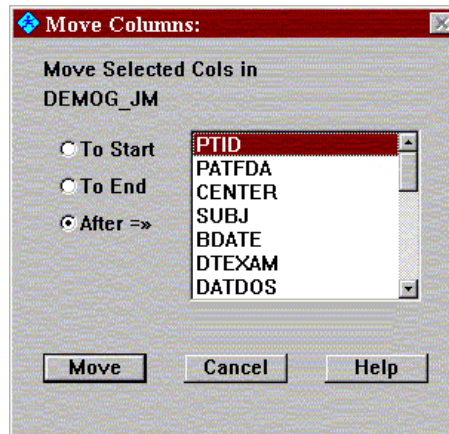 Move Columns:
Move Selected Cols in
DEMOG_JM
To Start
To End
After =»
PTID
PATFDA
CENTER
SUBJ
BDATE
DTEXAM
DATDOS
Move Cancel Help